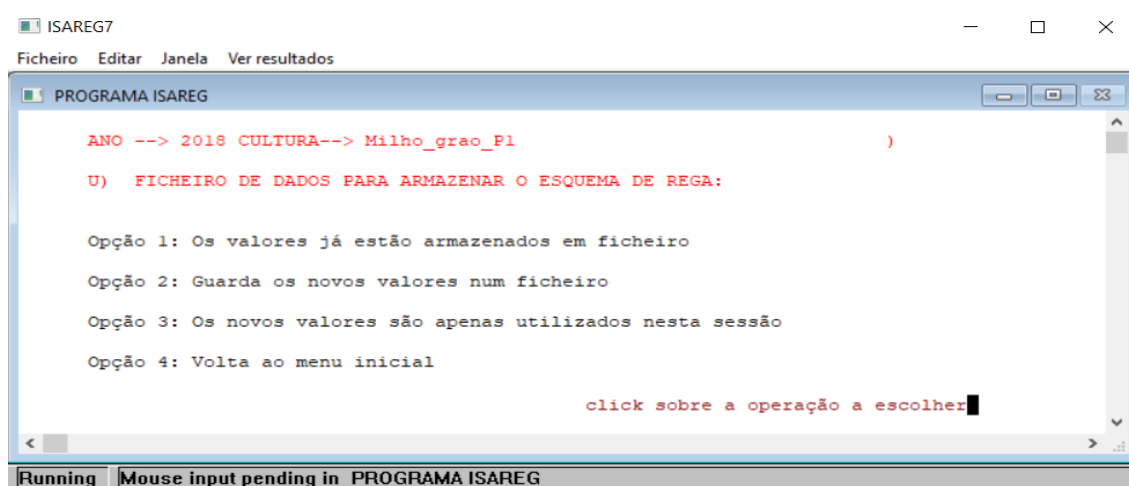 ISAREG7
Ficheiro Editar Janela Ver resultados
PROGRAMA ISAREG
ANO --> 2018 CULTURA--> Milho_grao_P1 )
U) FICHEIRO DE DADOS PARA ARMAZENAR O ESQUEMA DE REGA:
Opção 1: Os valores já estão armazenados em ficheiro
Opção 2: Guarda os novos valores num ficheiro
Opção 3: Os novos valores são apenas utilizados nesta sessão
Opção 4: Volta ao menu inicial
click sobre a operação a escolher
Running Mouse input pending in PROGRAMA ISAREG